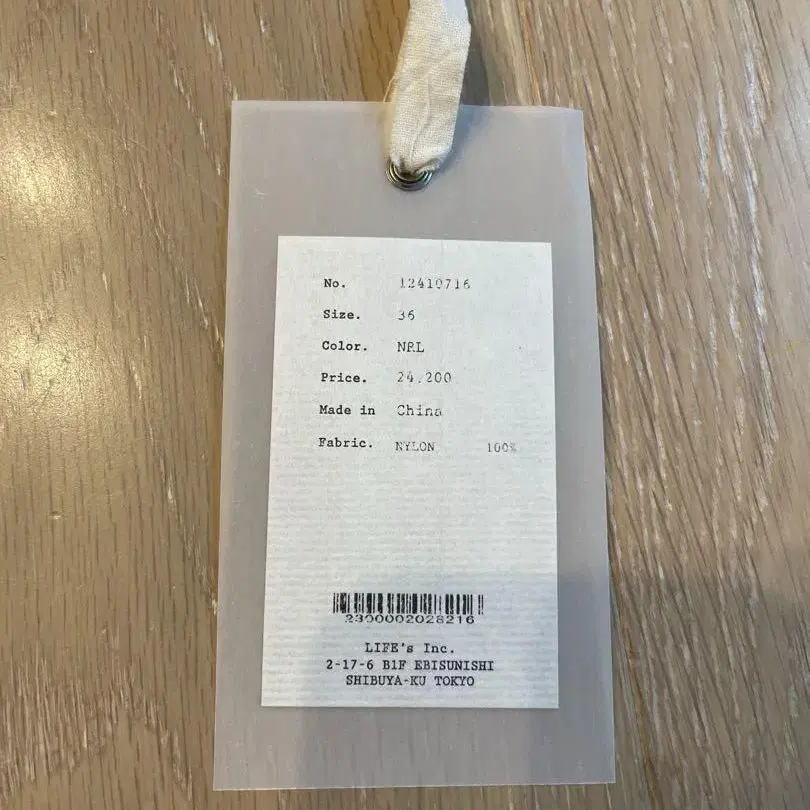 No. 12410716
Size. 36
Color. NRL
Price. 24,200
Made in China
Fabric. NYLON 100%
2300002028216
LIFE's Inc.
2-17-6 B1F EBISUNISHI
SHIBUYA-KU TOKYO